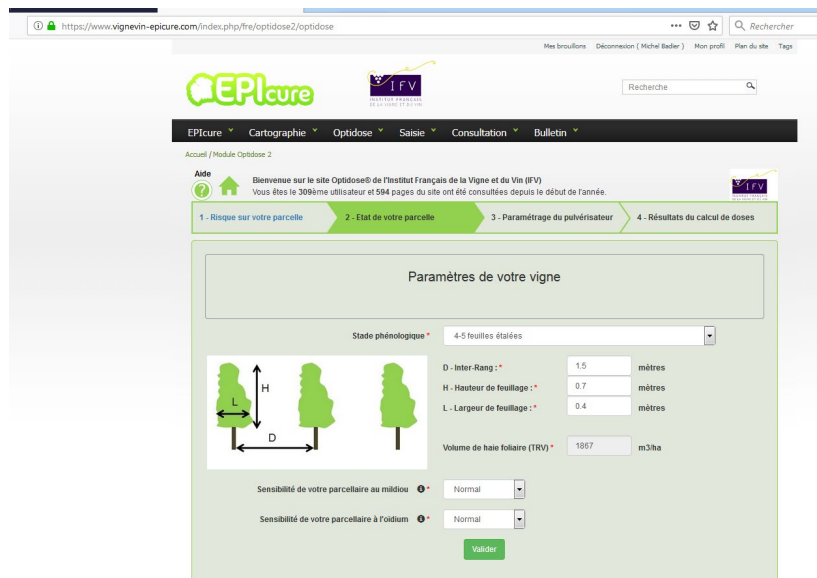 https://www.vignevin-epicure.com/index.php/fre/optidose2/optidose
Rechercher
Mes brouillons Déconnexion ( Michel Badier ) Mon profil Plan du site Tags
EPIcure
IFV
INSTITUT FRANÇAIS
DE LA VIGNE ET DU VIN
Recherche
EPIcure Cartographie Optidose Saisie Consultation Bulletin
Accueil / Module Optidose 2
Aide
?
Bienvenue sur le site Optidose® de l'Institut Français de la Vigne et du Vin (IFV)
Vous êtes le 309ème utilisateur et 594 pages du site ont été consultées depuis le début de l'année.
IFV
1 - Risque sur votre parcelle 2 - Etat de votre parcelle 3 - Paramétrage du pulvérisateur 4 - Résultats du calcul de doses
Paramètres de votre vigne
Stade phénologique * 4-5 feuilles étalées
D - Inter-Rang : * 1.5 mètres
H - Hauteur de feuillage : * 0.7 mètres
L - Largeur de feuillage : * 0.4 mètres
H
L
D
Volume de haie foliaire (TRV) * 1867 m3/ha
Sensibilité de votre parcellaire au mildiou * Normal
Sensibilité de votre parcellaire à l'oïdium * Normal
Valider